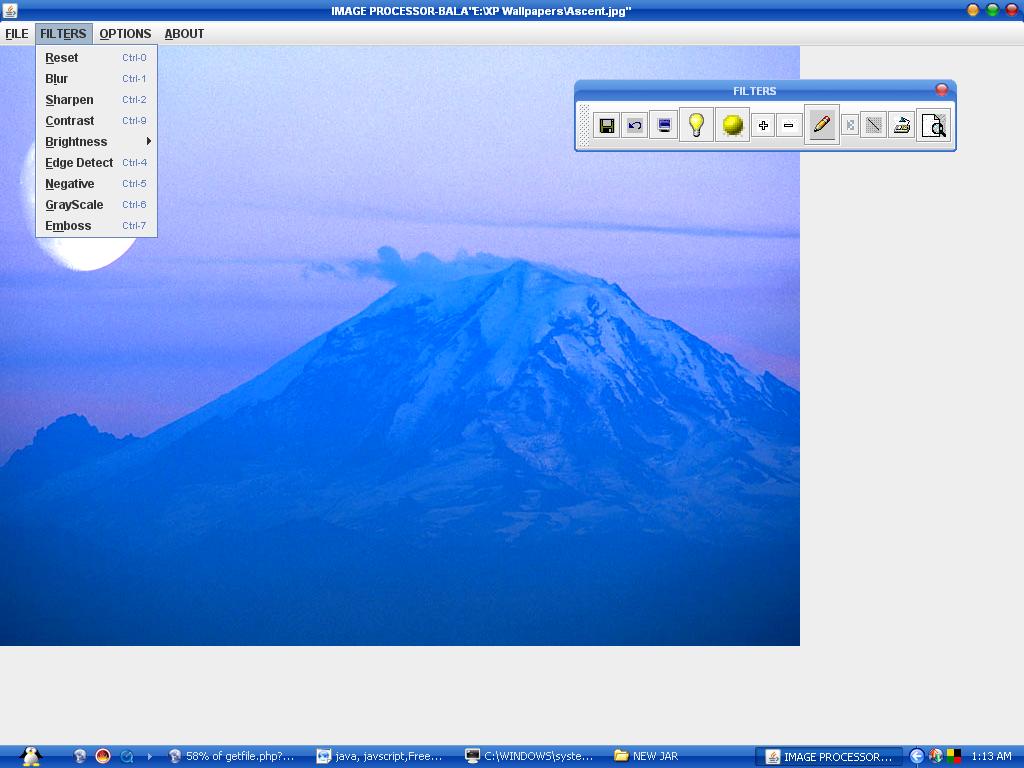 IMAGE PROCESSOR-BALA"E:\XP Wallpapers\Ascent.jpg"
FILE FILTERS OPTIONS ABOUT
Reset Ctrl-0
Blur Ctrl-1
Sharpen Ctrl-2
Contrast Ctrl-9
Brightness
Edge Detect Ctrl-4
Negative Ctrl-5
GrayScale Ctrl-6
Emboss Ctrl-7
FILTERS
58% of getfile.php?... java, javscript,Free... C:\WINDOWS\syste... NEW JAR IMAGE PROCESSOR... 1:13 AM